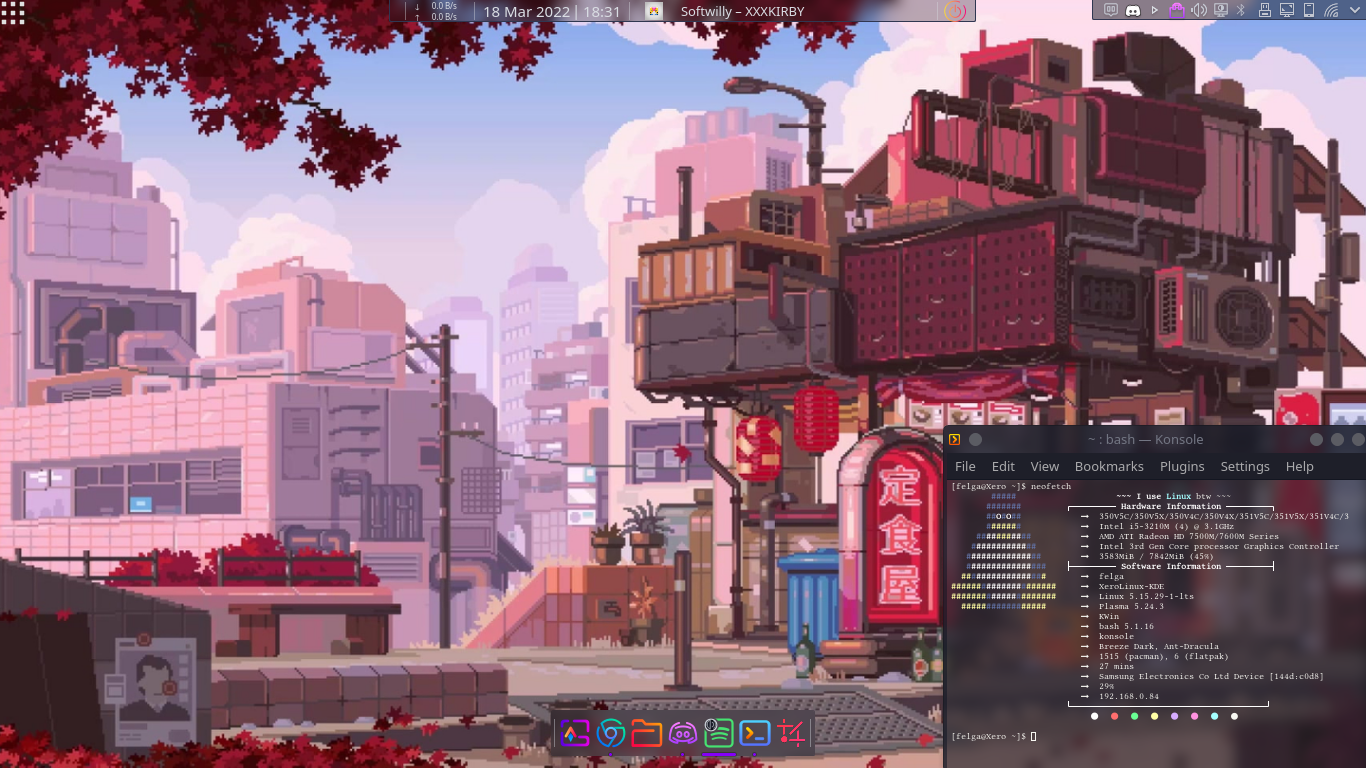 ↓ 0.0 B/s
↑ 0.0 B/s
18 Mar 2022 | 18:31
Softwilly – XXXKIRBY
定
食
屋
~ : bash — Konsole
File Edit View Bookmarks Plugins Settings Help
[felga@Xero ~]$ neofetch
~~~ I use Linux btw ~~~
Hardware Information
→ 350V5C/350V5X/350V4C/350V4X/351V5C/351V5X/351V4C/3
→ Intel i5-3210M (4) @ 3.1GHz
→ AMD ATI Radeon HD 7500M/7600M Series
→ Intel 3rd Gen Core processor Graphics Controller
→ 3583MiB / 7842MiB (45%)
Software Information
→ felga
→ XeroLinux-KDE
→ Linux 5.15.29-1-lts
→ Plasma 5.24.3
→ KWin
→ bash 5.1.16
→ konsole
→ Breeze Dark, Ant-Dracula
→ 1515 (pacman), 6 (flatpak)
→ 27 mins
→ Samsung Electronics Co Ltd Device [144d:c0d8]
→ 29%
→ 192.168.0.84
[felga@Xero ~]$